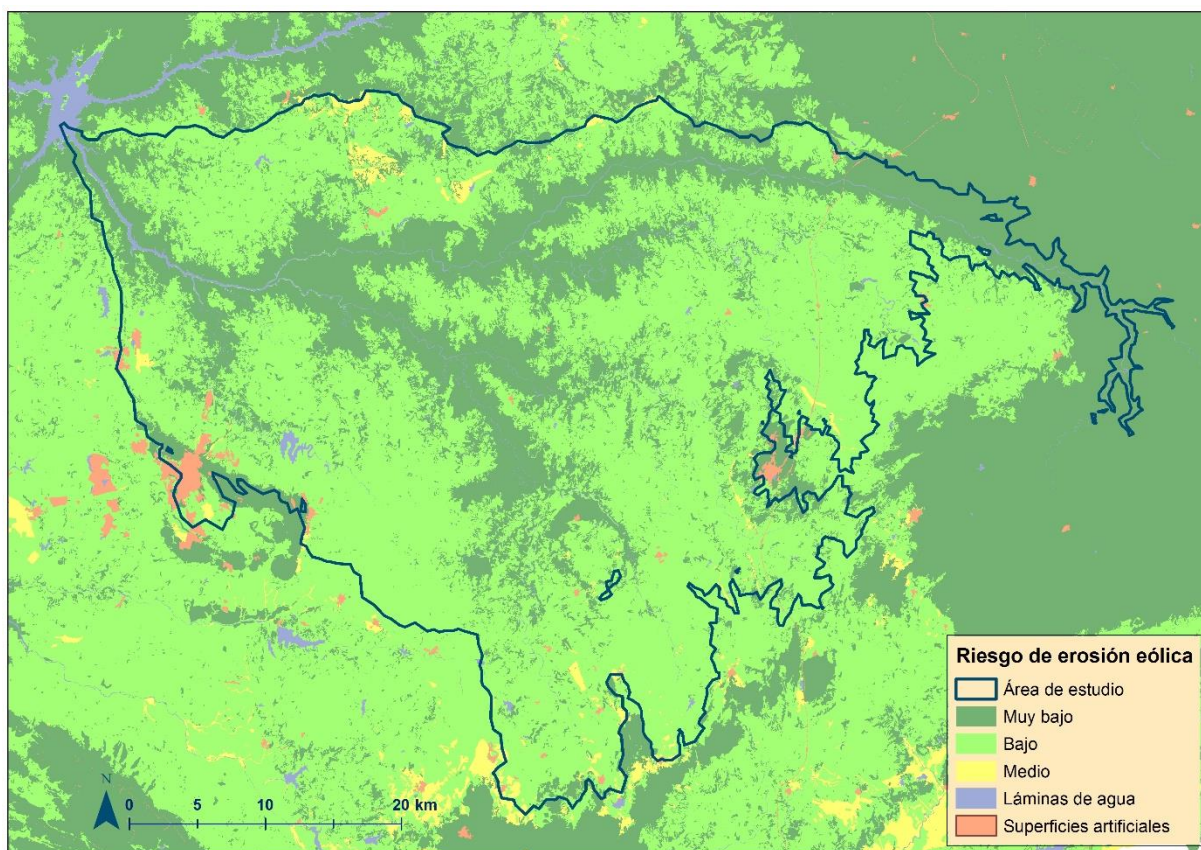 Riesgo de erosión eólica
Área de estudio
Muy bajo
Bajo
Medio
Láminas de agua
Superficies artificiales
N
0 5 10 20 km